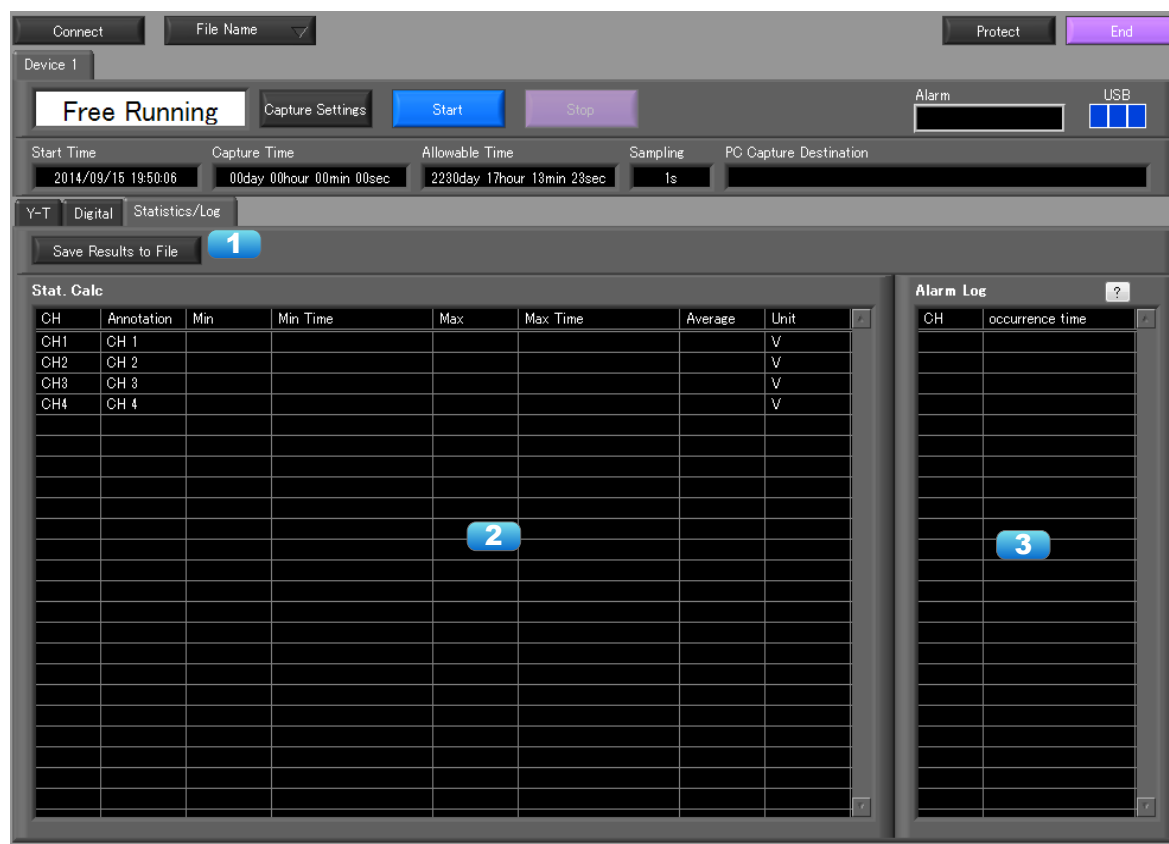 Connect File Name Protect End
Device 1
Free Running Capture Settings Start Stop Alarm USB
Start Time Capture Time Allowable Time Sampling PC Capture Destination
2014/09/15 19:50:06 00day 00hour 00min 00sec 2230day 17hour 13min 23sec 1s
Y-T Digital Statistics/Log
Save Results to File 1
Stat. Calc Alarm Log ?
CH Annotation Min Min Time Max Max Time Average Unit CH occurrence time
CH1 CH 1 V
CH2 CH 2 V
CH3 CH 3 V
CH4 CH 4 V
2 3